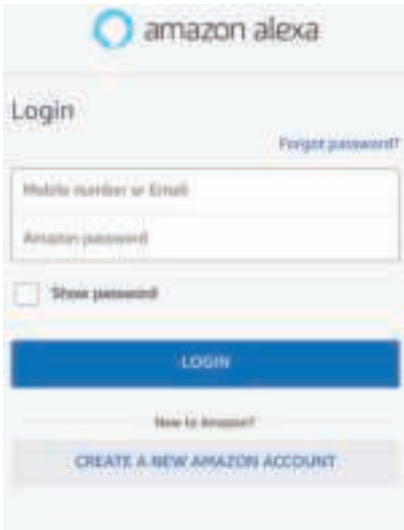 amazon alexa
Login
Forgot password?
Mobile number or Email
Amazon password
Show password
LOGIN
New to Amazon?
CREATE A NEW AMAZON ACCOUNT